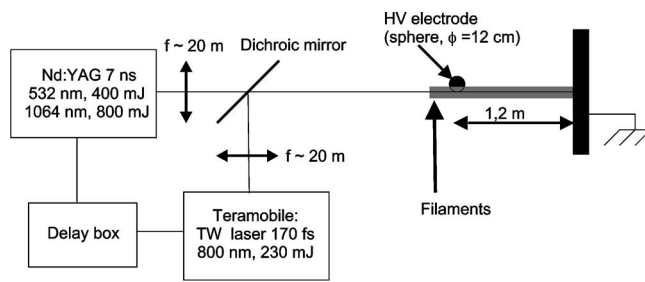 f ~ 20 m
Dichroic mirror
HV electrode
(sphere, ϕ =12 cm)
Nd:YAG 7 ns
532 nm, 400 mJ
1064 nm, 800 mJ
1,2 m
f ~ 20 m
Filaments
Delay box
Teramobile:
TW laser 170 fs
800 nm, 230 mJ